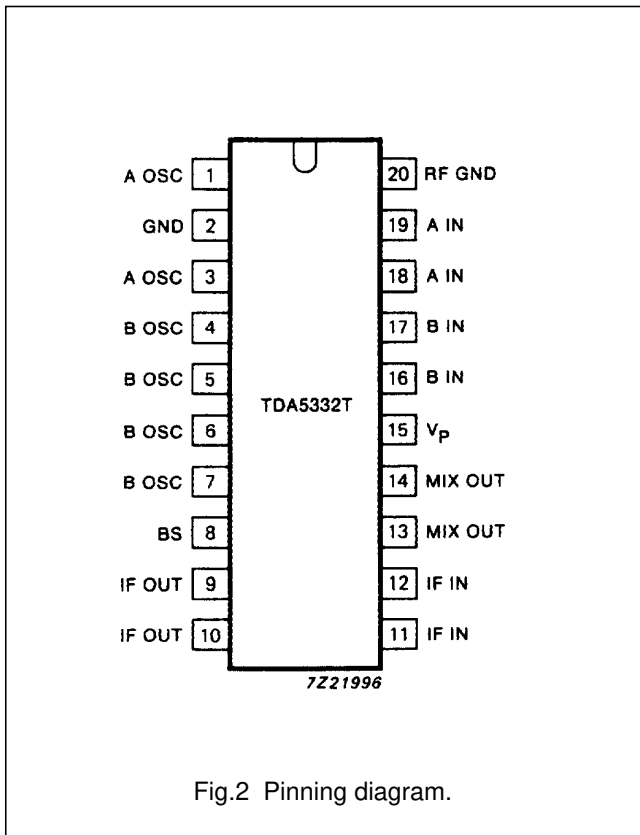 A OSC 1 20 RF GND
GND 2 19 A IN
A OSC 3 18 A IN
B OSC 4 17 B IN
B OSC 5 16 B IN
TDA5332T
B OSC 6 15 VP
B OSC 7 14 MIX OUT
BS 8 13 MIX OUT
IF OUT 9 12 IF IN
IF OUT 10 11 IF IN
7Z21996
Fig.2 Pinning diagram.